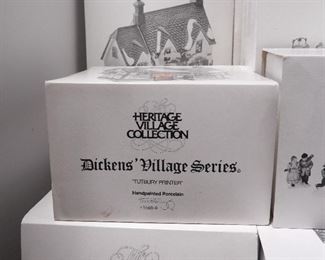 HERITAGE
VILLAGE
COLLECTION
Dickens' Village Series®
"TUTBURY PRINTER"
Handpainted Porcelain